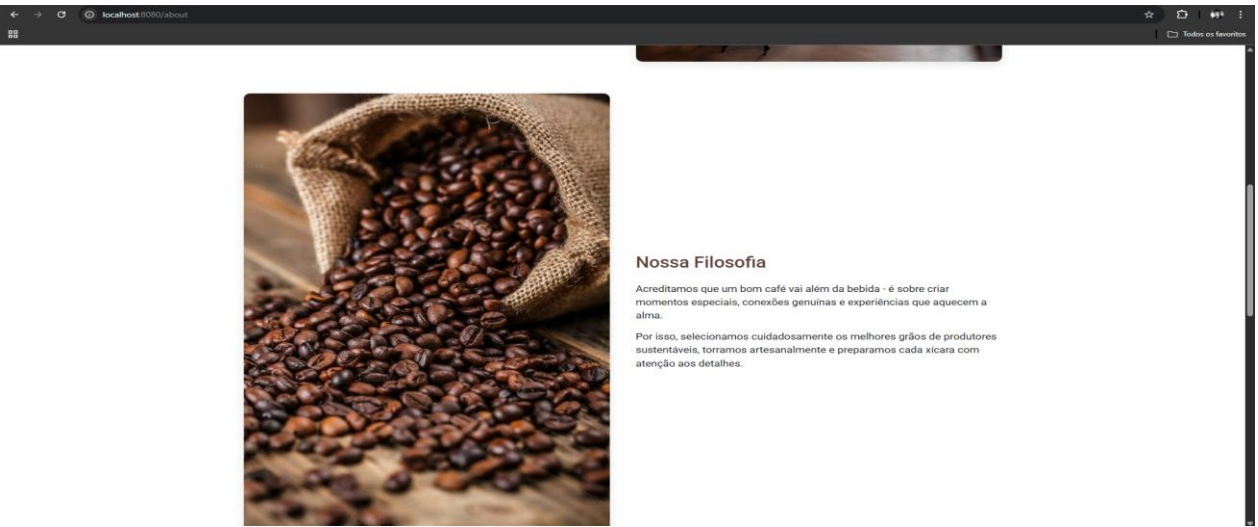 localhost:8080/about
Todos os favoritos
Nossa Filosofia
Acreditamos que um bom café vai além da bebida - é sobre criar
momentos especiais, conexões genuínas e experiências que aquecem a
alma.
Por isso, selecionamos cuidadosamente os melhores grãos de produtores
sustentáveis, torramos artesanalmente e preparamos cada xícara com
atenção aos detalhes.